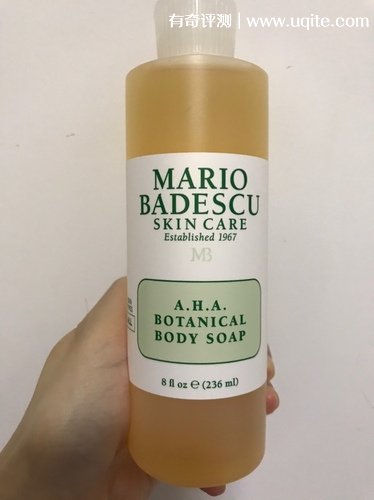 有奇评测 | www.uqite.com
MARIO
BADESCU
SKIN CARE
Established 1967
MB
A.H.A.
BOTANICAL
BODY SOAP
8 fl oz ℮ (236 ml)